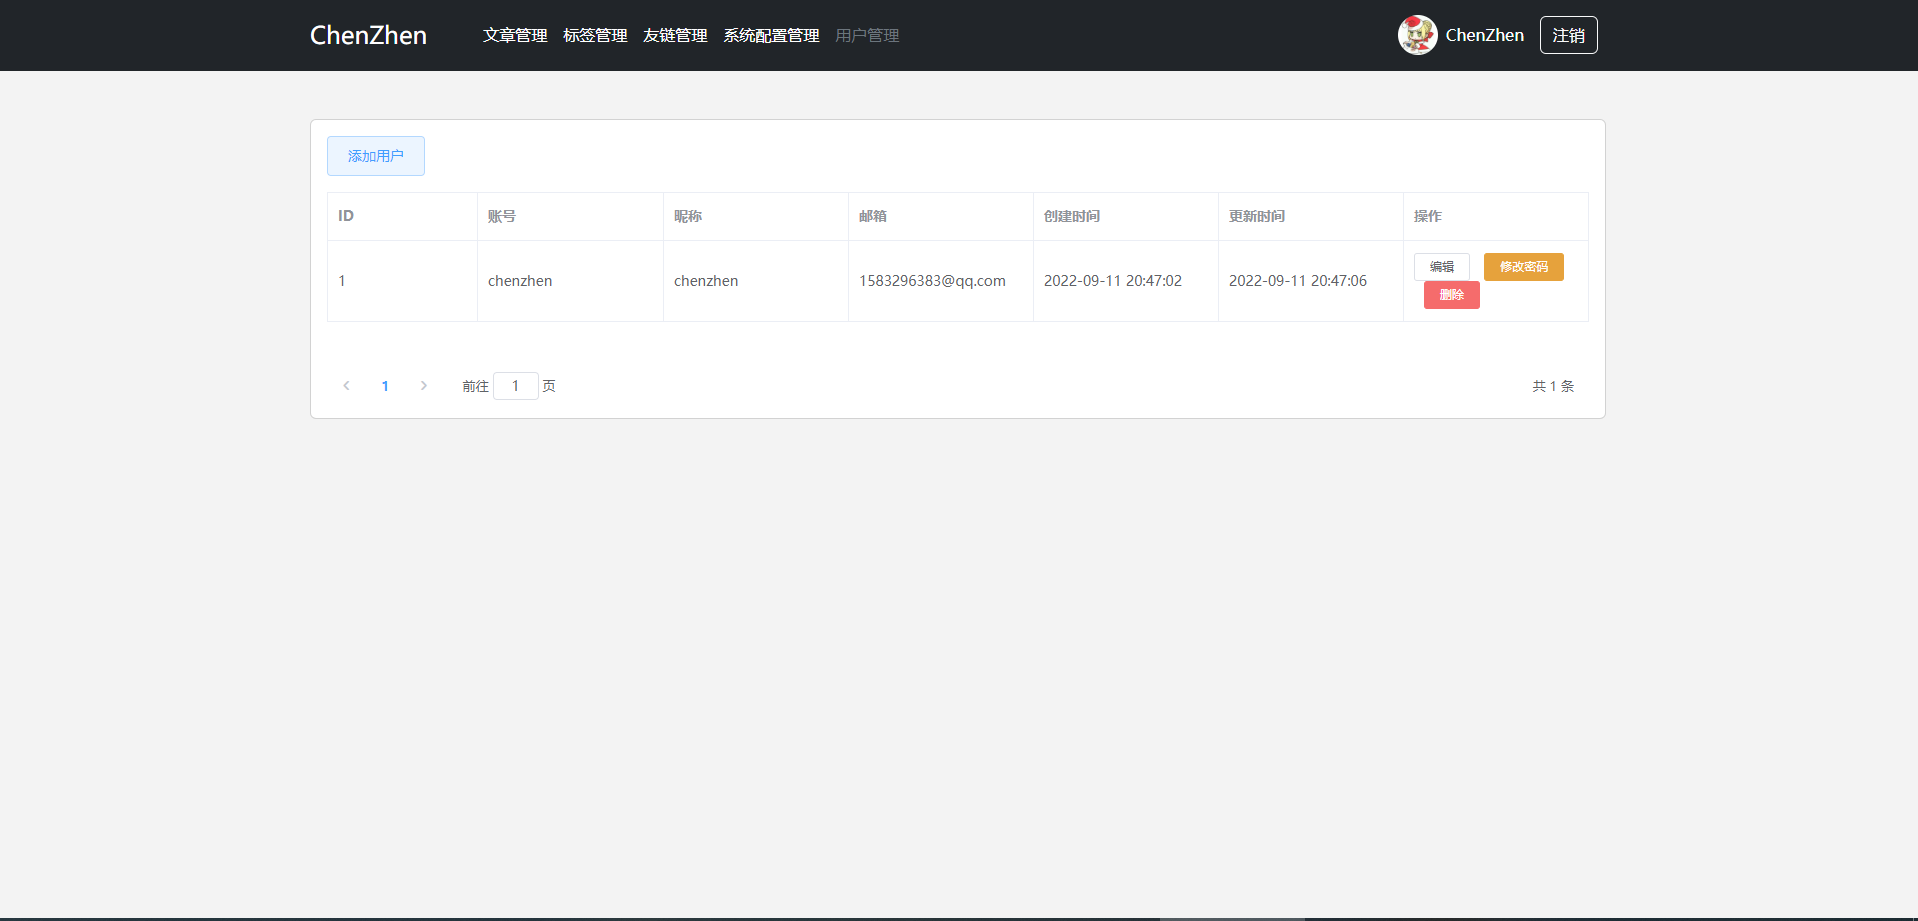 ChenZhen 文章管理 标签管理 友链管理 系统配置管理 用户管理 ChenZhen 注销
添加用户
ID 账号 昵称 邮箱 创建时间 更新时间 操作
1 chenzhen chenzhen 1583296383@qq.com 2022-09-11 20:47:02 2022-09-11 20:47:06 编辑 修改密码
删除
1 前往 1 页 共 1 条